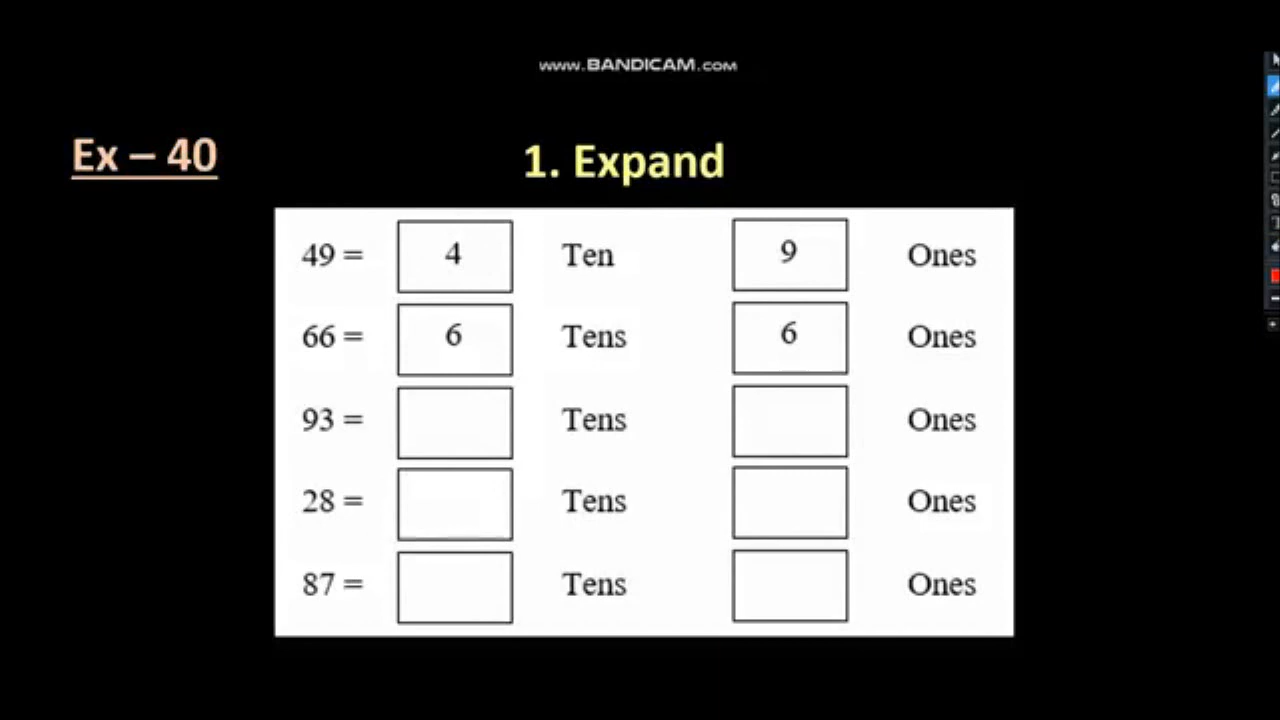 www.BANDICAM.com
Ex – 40
1. Expand
49 = 4 Ten 9 Ones
66 = 6 Tens 6 Ones
93 = Tens Ones
28 = Tens Ones
87 = Tens Ones